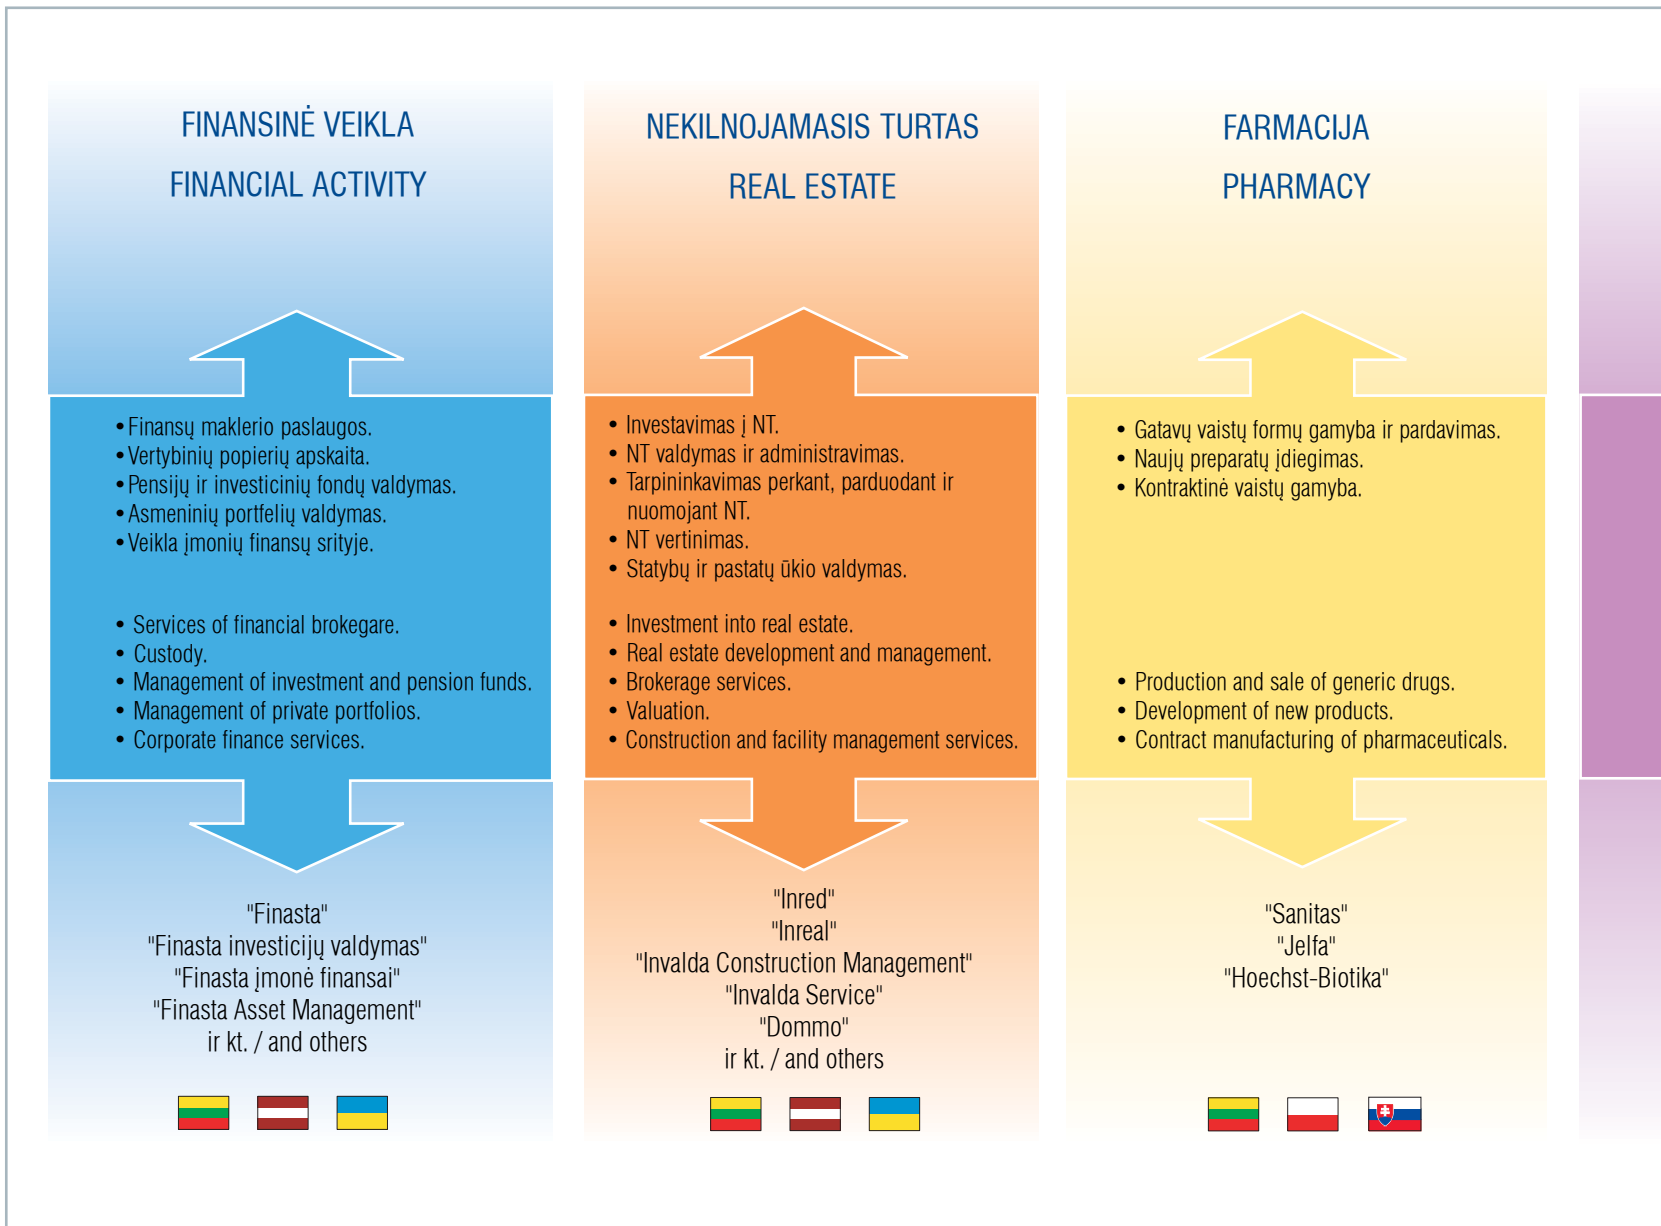 FINANSINĖ VEIKLA
FINANCIAL ACTIVITY
• Finansų maklerio paslaugos.
• Vertybinių popierių apskaita.
• Pensijų ir investicinių fondų valdymas.
• Asmeninių portfelių valdymas.
• Veikla įmonių finansų srityje.
• Services of financial brokegare.
• Custody.
• Management of investment and pension funds.
• Management of private portfolios.
• Corporate finance services.
"Finasta"
"Finasta investicijų valdymas"
"Finasta įmonė finansai"
"Finasta Asset Management"
ir kt. / and others
NEKILNOJAMASIS TURTAS
REAL ESTATE
• Investavimas į NT.
• NT valdymas ir administravimas.
• Tarpininkavimas perkant, parduodant ir
nuomojant NT.
• NT vertinimas.
• Statybų ir pastatų ūkio valdymas.
• Investment into real estate.
• Real estate development and management.
• Brokerage services.
• Valuation.
• Construction and facility management services.
"Inred"
"Inreal"
"Invalda Construction Management"
"Invalda Service"
"Dommo"
ir kt. / and others
FARMACIJA
PHARMACY
• Gatavų vaistų formų gamyba ir pardavimas.
• Naujų preparatų įdiegimas.
• Kontraktinė vaistų gamyba.
• Production and sale of generic drugs.
• Development of new products.
• Contract manufacturing of pharmaceuticals.
"Sanitas"
"Jelfa"
"Hoechst-Biotika"